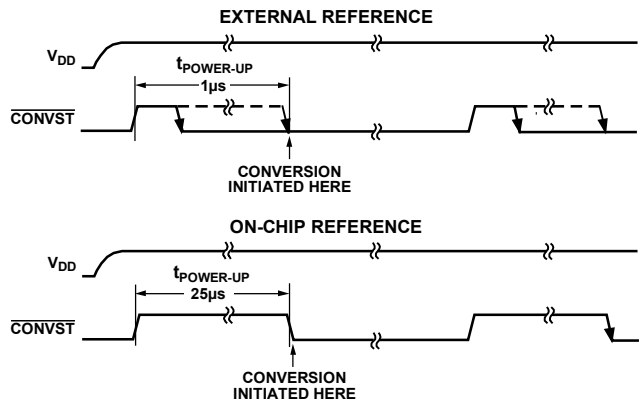 EXTERNAL REFERENCE
VDD
tPOWER-UP
1µs
CONVST
CONVERSION
INITIATED HERE
ON-CHIP REFERENCE
VDD
tPOWER-UP
25µs
CONVST
CONVERSION
INITIATED HERE